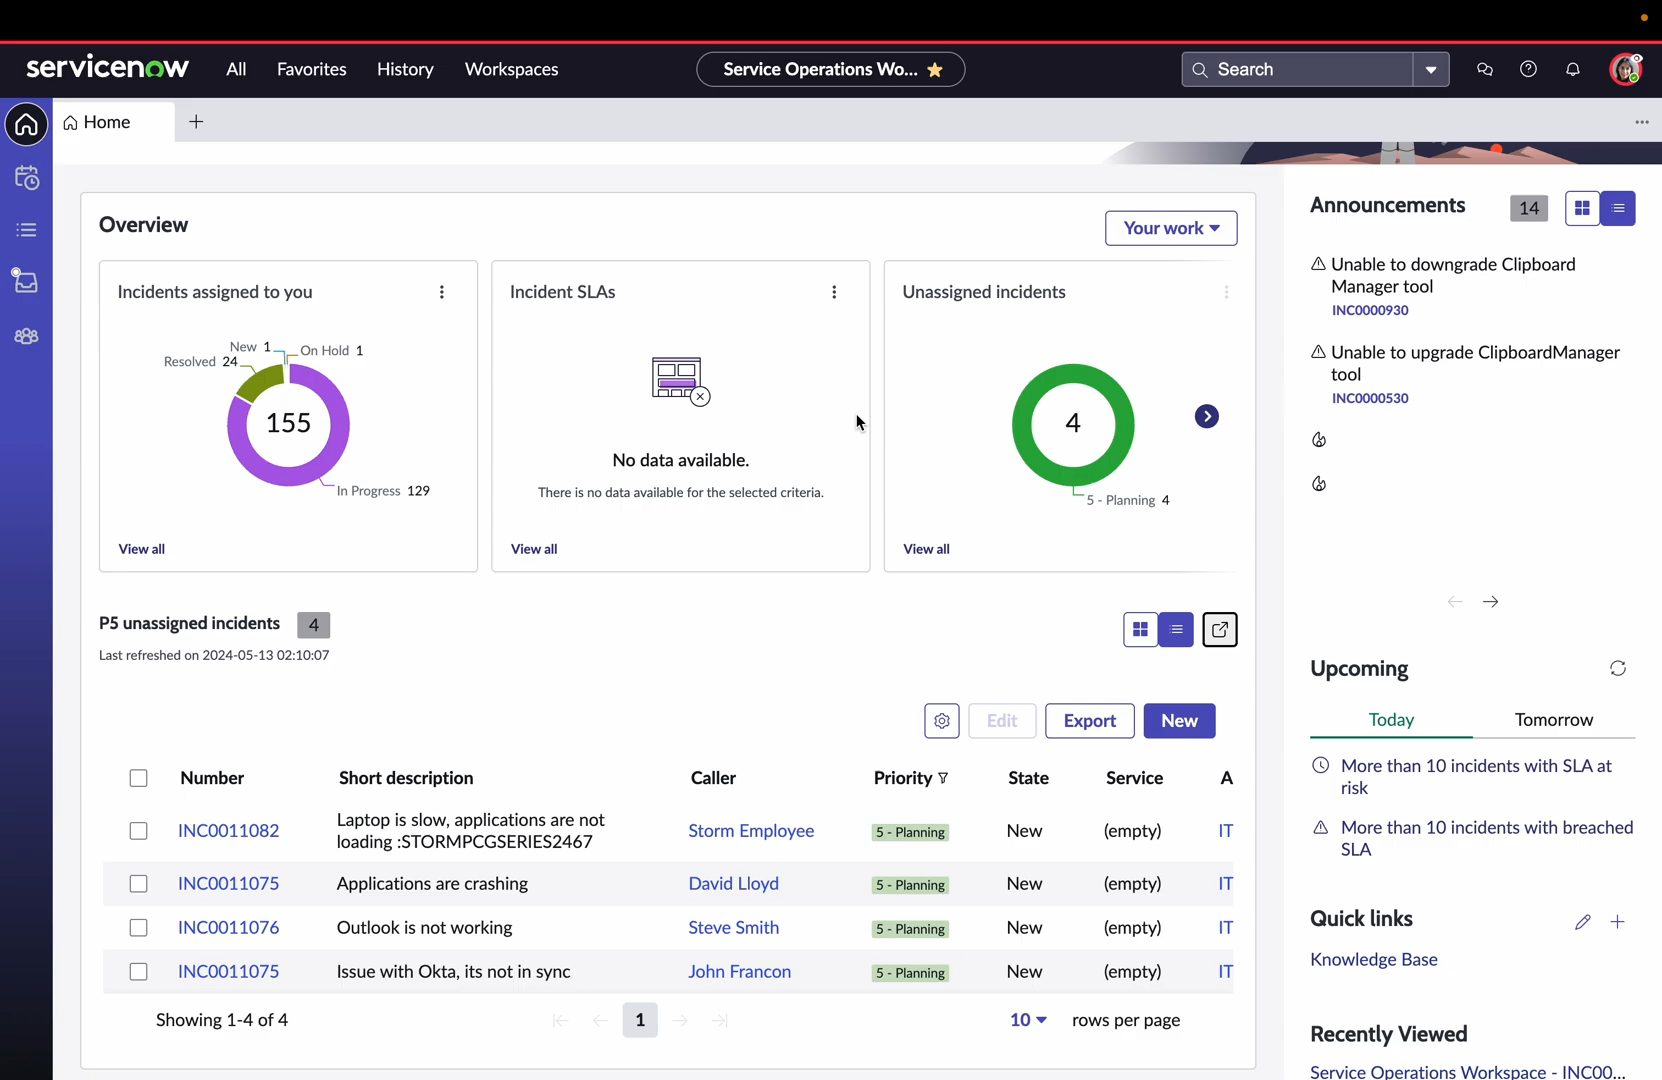 servicenow
All
Favorites
History
Workspaces
Service Operations Wo...
Search
Home
Overview
Your work
Incidents assigned to you
New 1
On Hold 1
Resolved 24
155
In Progress 129
View all
Incident SLAs
No data available.
There is no data available for the selected criteria.
View all
Unassigned incidents
4
5 - Planning 4
View all
P5 unassigned incidents 4
Last refreshed on 2024-05-13 02:10:07
Edit
Export
New
Number
Short description
Caller
Priority
State
Service
A
INC0011082
Laptop is slow, applications are not
loading :STORMPCGSERIES2467
Storm Employee
5 - Planning
New
(empty)
IT
INC0011075
Applications are crashing
David Lloyd
5 - Planning
New
(empty)
IT
INC0011076
Outlook is not working
Steve Smith
5 - Planning
New
(empty)
IT
INC0011075
Issue with Okta, its not in sync
John Francon
5 - Planning
New
(empty)
IT
Showing 1-4 of 4
1
10
rows per page
Announcements
14
Unable to downgrade Clipboard
Manager tool
INC0000930
Unable to upgrade ClipboardManager
tool
INC0000530
Upcoming
Today
Tomorrow
More than 10 incidents with SLA at
risk
More than 10 incidents with breached
SLA
Quick links
Knowledge Base
Recently Viewed
Service Operations Workspace - INC00...